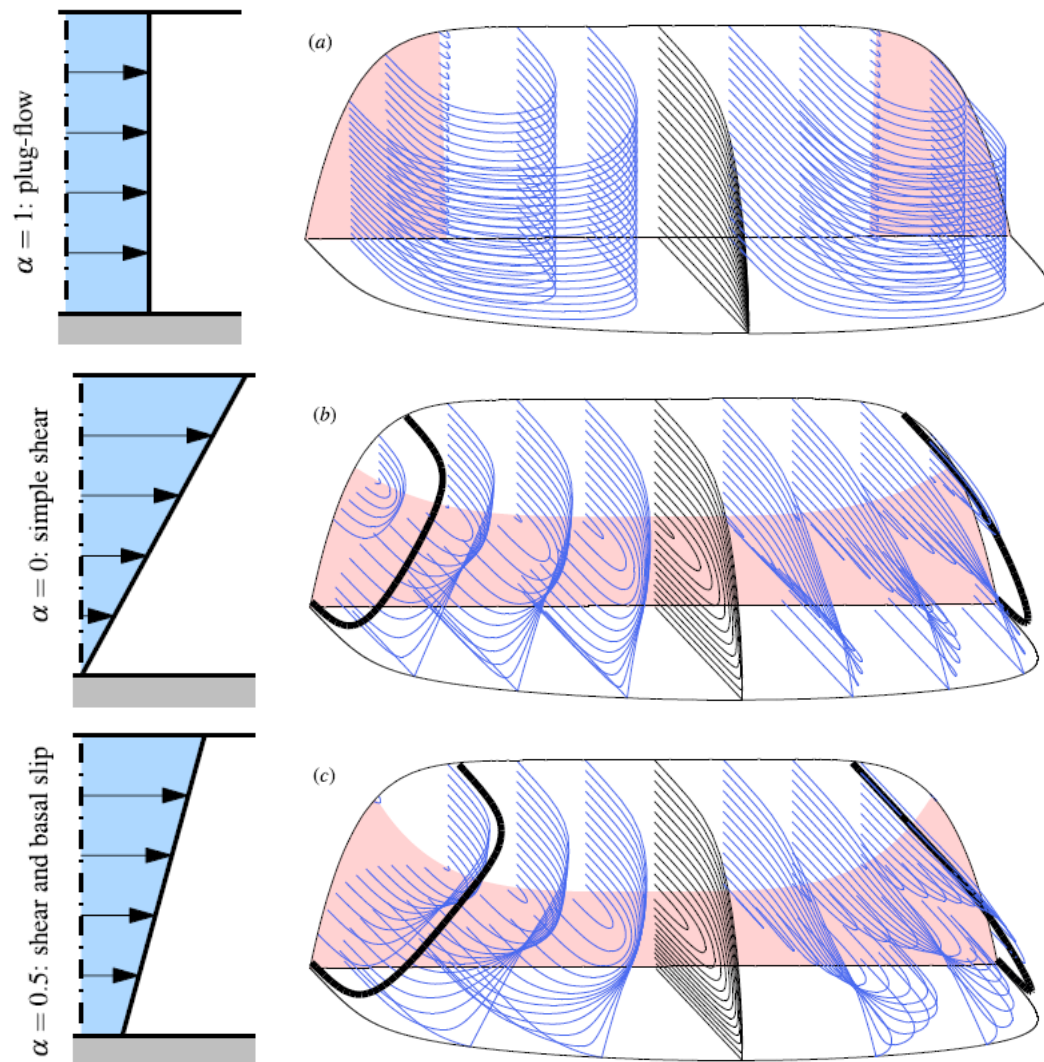 α = 1: plug-flow
(a)
α = 0: simple shear
(b)
α = 0.5: shear and basal slip
(c)